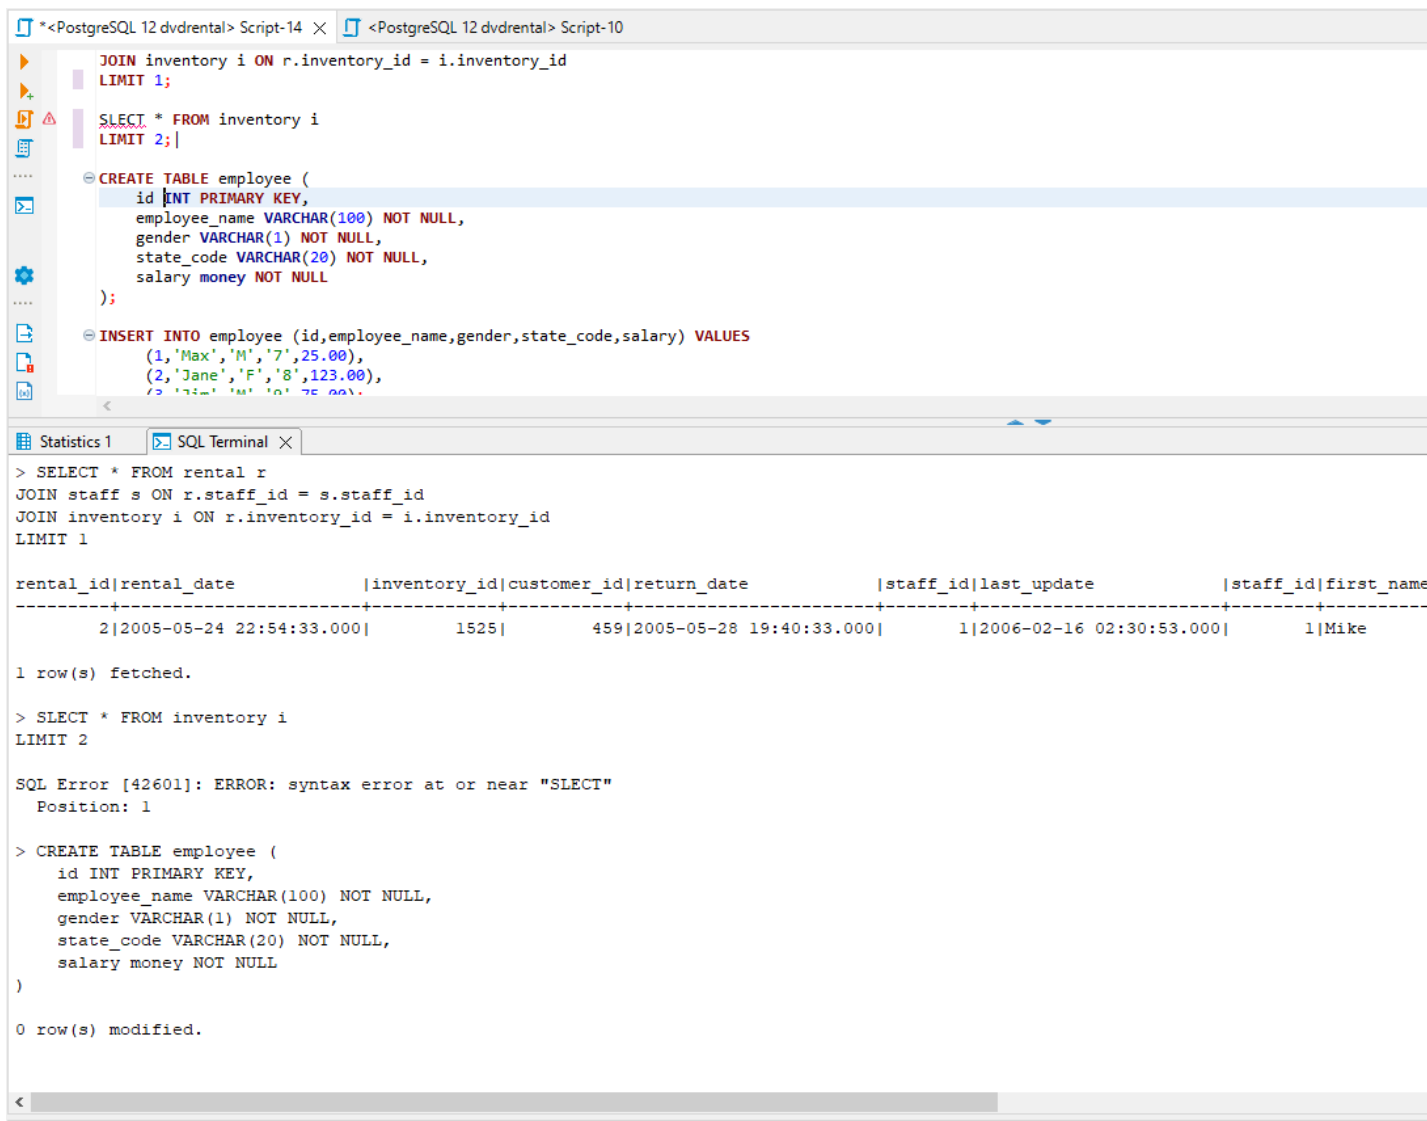 *<PostgreSQL 12 dvdrental> Script-14
<PostgreSQL 12 dvdrental> Script-10
JOIN inventory i ON r.inventory_id = i.inventory_id
LIMIT 1;
SLECT * FROM inventory i
LIMIT 2;
CREATE TABLE employee (
id INT PRIMARY KEY,
employee_name VARCHAR(100) NOT NULL,
gender VARCHAR(1) NOT NULL,
state_code VARCHAR(20) NOT NULL,
salary money NOT NULL
);
INSERT INTO employee (id,employee_name,gender,state_code,salary) VALUES
(1,'Max','M','7',25.00),
(2,'Jane','F','8',123.00),
(3,'Jim','M','9',75.00);
Statistics 1
SQL Terminal
> SELECT * FROM rental r
JOIN staff s ON r.staff_id = s.staff_id
JOIN inventory i ON r.inventory_id = i.inventory_id
LIMIT 1
rental_id|rental_date            |inventory_id|customer_id|return_date            |staff_id|last_update            |staff_id|first_name
---------+-----------------------+------------+-----------+-----------------------+--------+-----------------------+--------+----------
        2|2005-05-24 22:54:33.000|        1525|        459|2005-05-28 19:40:33.000|       1|2006-02-16 02:30:53.000|       1|Mike
1 row(s) fetched.
> SLECT * FROM inventory i
LIMIT 2
SQL Error [42601]: ERROR: syntax error at or near "SLECT"
Position: 1
> CREATE TABLE employee (
id INT PRIMARY KEY,
employee_name VARCHAR(100) NOT NULL,
gender VARCHAR(1) NOT NULL,
state_code VARCHAR(20) NOT NULL,
salary money NOT NULL
)
0 row(s) modified.